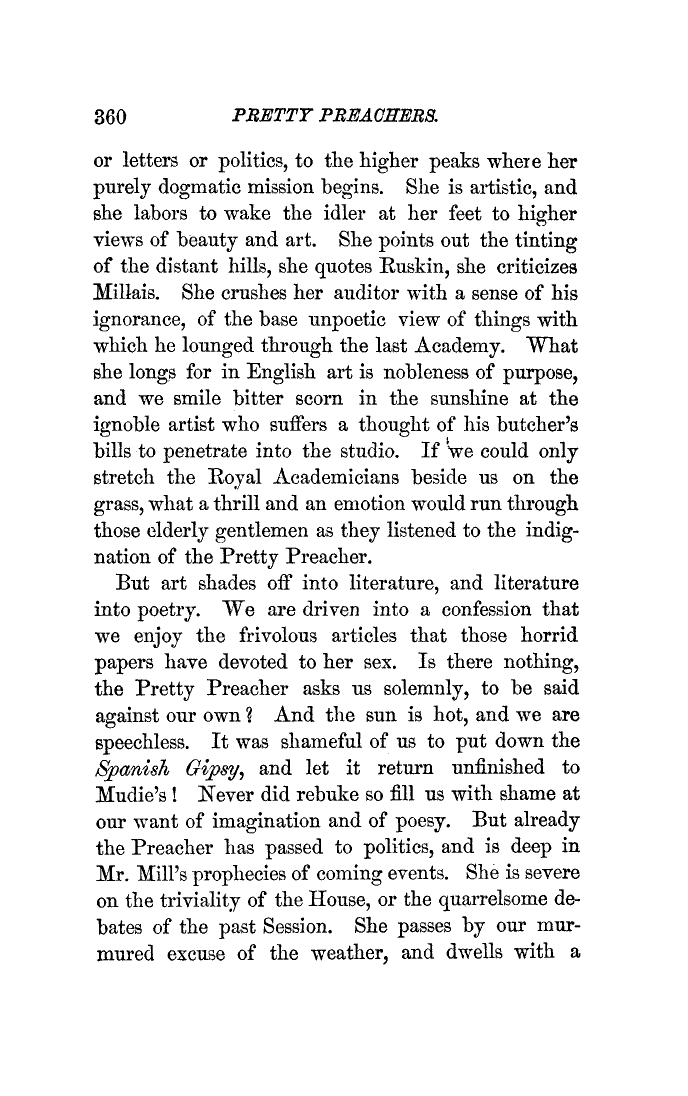 360 PRETTY PREACHERS.
or letters or politics, to the higher peaks where her
purely dogmatic mission begins. She is artistic, and
she labors to wake the idler at her feet to higher
views of beauty and art. She points out the tinting
of the distant hills, she quotes Ruskin, she criticizes
Millais. She crushes her auditor with a sense of his
ignorance, of the base unpoetic view of things with
which he lounged through the last Academy. What
she longs for in English art is nobleness of purpose,
and we smile bitter scorn in the sunshine at the
ignoble artist who suffers a thought of his butcher's
bills to penetrate into the studio. If we could only
stretch the Royal Academicians beside us on the
grass, what a thrill and an emotion would run through
those elderly gentlemen as they listened to the indig-
nation of the Pretty Preacher.
But art shades off into literature, and literature
into poetry. We are driven into a confession that
we enjoy the frivolous articles that those horrid
papers have devoted to her sex. Is there nothing,
the Pretty Preacher asks us solemnly, to be said
against our own? And the sun is hot, and we are
speechless. It was shameful of us to put down the
Spanish Gipsy, and let it return unfinished to
Mudie's! Never did rebuke so fill us with shame at
our want of imagination and of poesy. But already
the Preacher has passed to politics, and is deep in
Mr. Mill's prophecies of coming events. She is severe
on the triviality of the House, or the quarrelsome de-
bates of the past Session. She passes by our mur-
mured excuse of the weather, and dwells with a